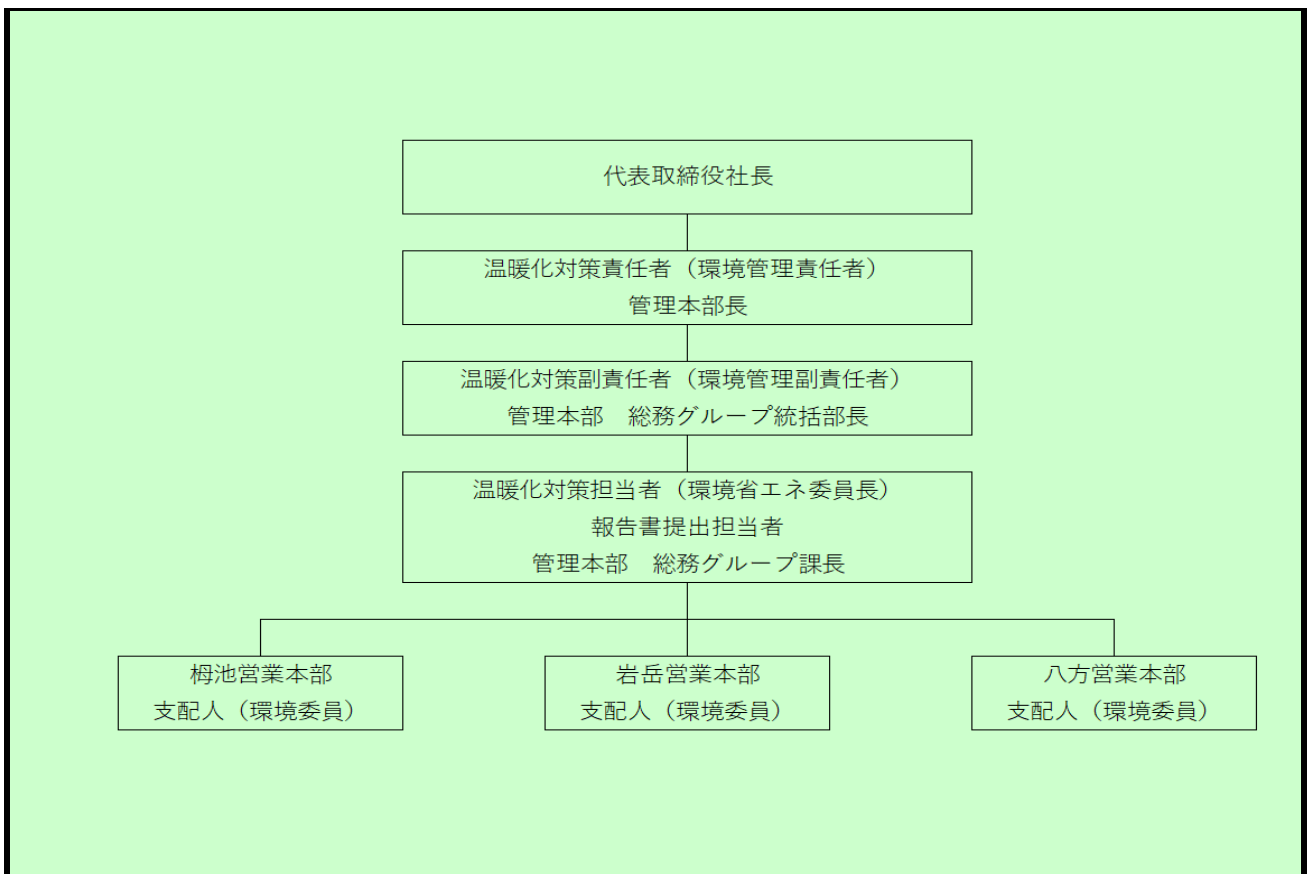 代表取締役社長
温暖化対策責任者（環境管理責任者）
管理本部長
温暖化対策副責任者（環境管理副責任者）
管理本部　総務グループ統括部長
温暖化対策担当者（環境省エネ委員長）
報告書提出担当者
管理本部　総務グループ課長
栂池営業本部
支配人（環境委員）
岩岳営業本部
支配人（環境委員）
八方営業本部
支配人（環境委員）